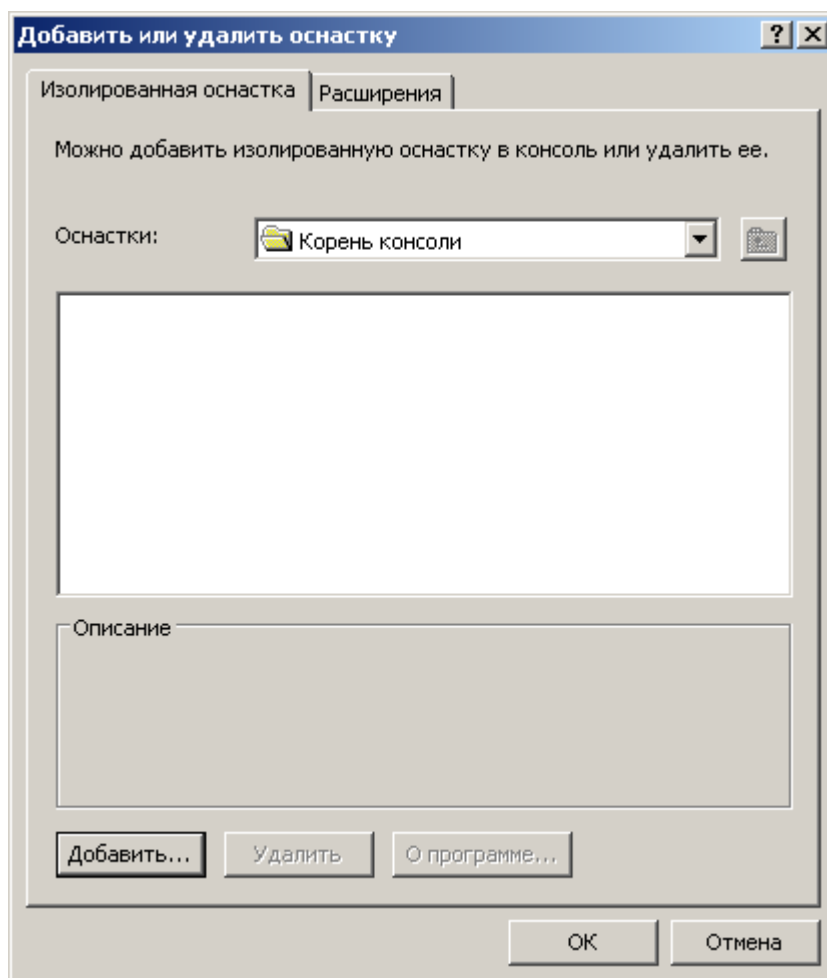 Добавить или удалить оснастку
Изолированная оснастка Расширения
Можно добавить изолированную оснастку в консоль или удалить ее.
Оснастки: Корень консоли
Описание
Добавить... Удалить О программе...
OK Отмена